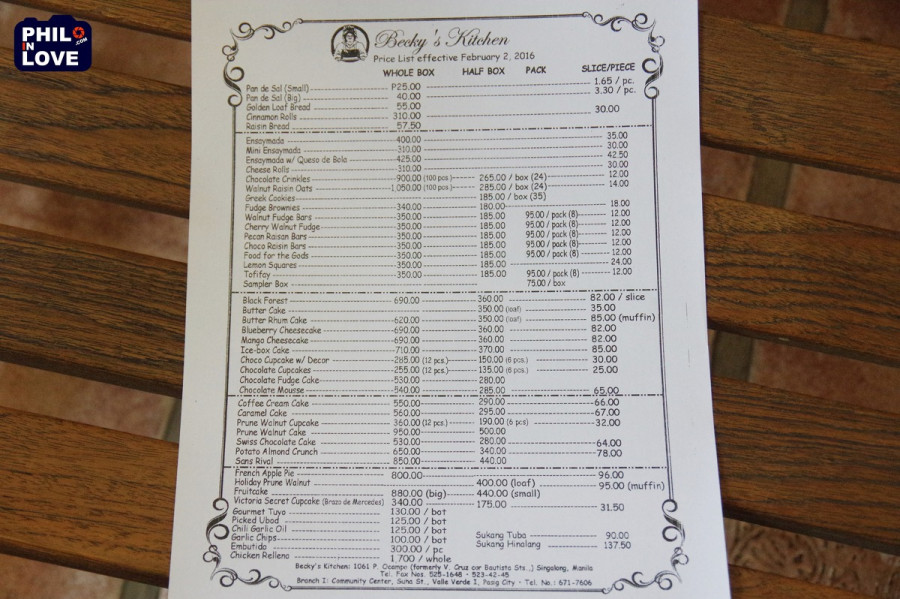 PHIL
IN
LOVE
.COM
Becky's Kitchen
Price List effective February 2, 2016
WHOLE BOX HALF BOX PACK SLICE/PIECE
Pan de Sal (Small) P25.00 1.65 / pc.
Pan de Sal (Big) 40.00 3.30 / pc.
Golden Loaf Bread 55.00
Cinnamon Rolls 310.00 30.00
Raisin Bread 57.50
Ensaymada 400.00 35.00
Mini Ensaymada 310.00 30.00
Ensaymada w/ Queso de Bola 425.00 42.50
Cheese Rolls 310.00 30.00
Chocolate Crinkles 900.00 (100 pcs.) 265.00 / box (24) 12.00
Walnut Raisin Oats 1,050.00 (100 pcs.) 285.00 / box (24) 14.00
Greek Cookies 185.00 / box (35)
Fudge Brownies 340.00 180.00 18.00
Walnut Fudge Bars 350.00 185.00 95.00 / pack (8) 12.00
Cherry Walnut Fudge 350.00 185.00 95.00 / pack (8) 12.00
Pecan Raisan Bars 350.00 185.00 95.00 / pack (8) 12.00
Choco Raisin Bars 350.00 185.00 95.00 / pack (8) 12.00
Food for the Gods 350.00 185.00 95.00 / pack (8) 12.00
Lemon Squares 350.00 185.00 24.00
Tofifay 350.00 185.00 95.00 / pack (8) 12.00
Sampler Box 75.00 / box
Black Forest 690.00 360.00 82.00 / slice
Butter Cake 350.00 (loaf) 35.00
Butter Rhum Cake 620.00 350.00 (loaf) 85.00 (muffin)
Blueberry Cheesecake 690.00 360.00 82.00
Mango Cheesecake 690.00 360.00 82.00
Ice-box Cake 710.00 370.00 85.00
Choco Cupcake w/ Decor 285.00 (12 pcs.) 150.00 (6 pcs.) 30.00
Chocolate Cupcakes 255.00 (12 pcs.) 135.00 (6 pcs.) 25.00
Chocolate Fudge Cake 530.00 280.00
Chocolate Mousse 540.00 285.00 65.00
Coffee Cream Cake 550.00 290.00 66.00
Caramel Cake 560.00 295.00 67.00
Prune Walnut Cupcake 360.00 (12 pcs.) 190.00 (6 pcs) 32.00
Prune Walnut Cake 950.00 500.00
Swiss Chocolate Cake 530.00 280.00 64.00
Potato Almond Crunch 650.00 340.00 78.00
Sans Rival 850.00 440.00
French Apple Pie 800.00 96.00
Holiday Prune Walnut 400.00 (loaf) 95.00 (muffin)
Fruitcake 880.00 (big) 440.00 (small)
Victoria Secret Cupcake (Brazo de Mercedes) 340.00 175.00 31.50
Gourmet Tuyo 130.00 / bot
Picked Ubod 125.00 / bot
Chili Garlic Oil 125.00 / bot Sukang Tuba 90.00
Garlic Chips 100.00 / bot Sukang Hinalang 137.50
Embutido 300.00 / pc
Chicken Relleno 1,700 / whole
Becky's Kitchen: 1061 P. Ocampo (formerly V. Cruz cor Bautista Sts.,) Singalong, Manila
Tel. Fax Nos. 525-1648 • 523-42-45
Branch I: Community Center, Suna St., Valle Verde I, Pasig City • Tel. No.: 671-7606